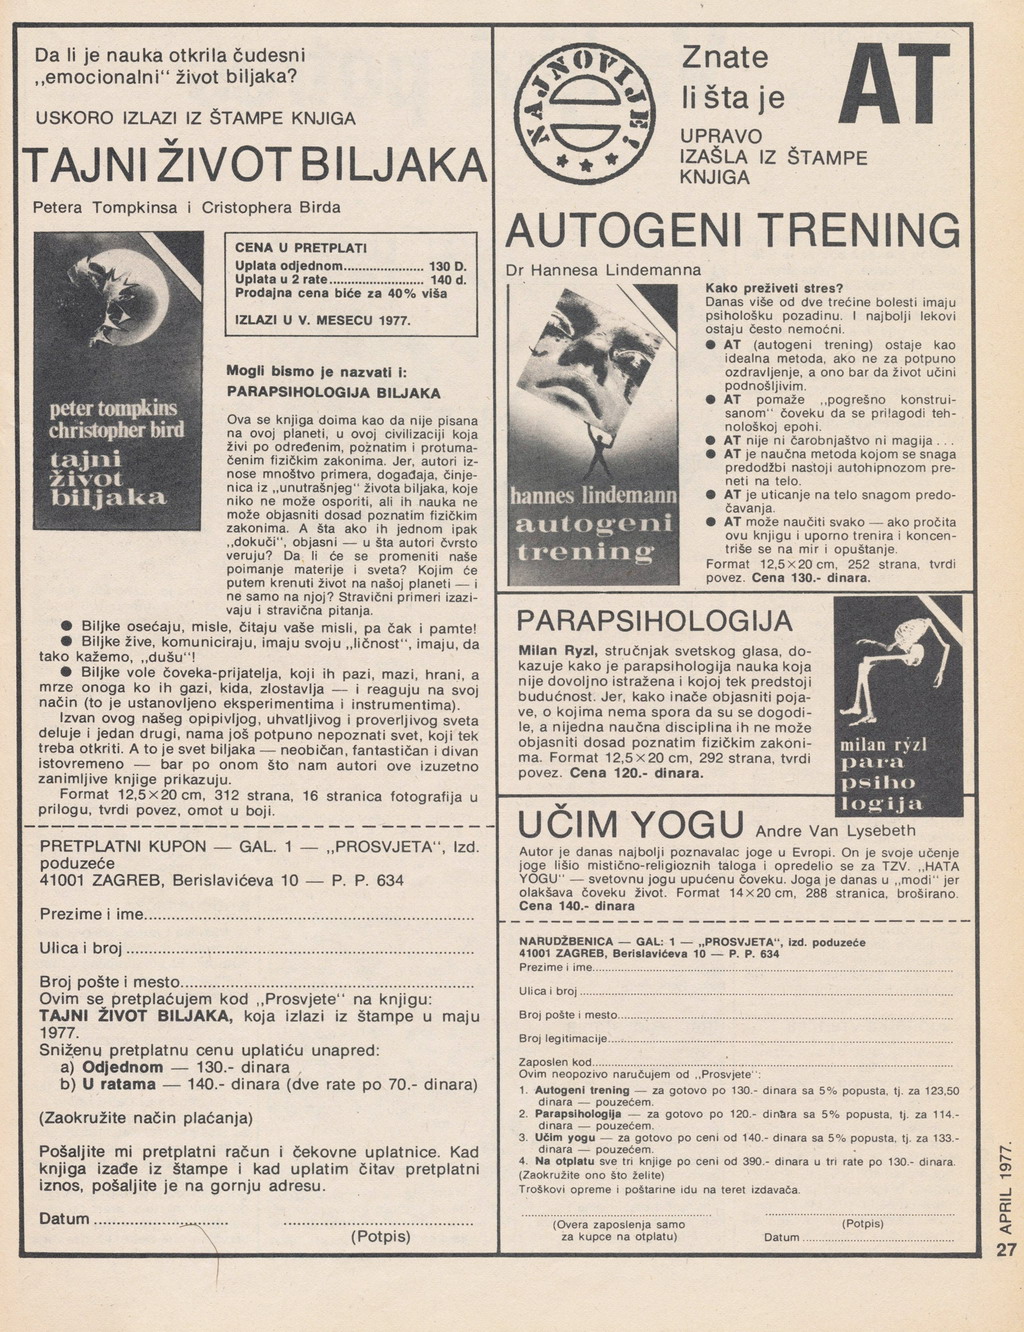 Da li je nauka otkrila čudesni
„emocionalni" život biljaka?
USKORO IZLAZI IZ ŠTAMPE KNJIGA
TAJNI ŽIVOT BILJAKA
Petera Tompkinsa i Cristophera Birda
peter tompkins
christopher bird
tajni
život
biljaka
CENA U PRETPLATI
Uplata odjednom...................... 130 D.
Uplata u 2 rate.......................... 140 d.
Prodajna cena biće za 40% viša
IZLAZI U V. MESECU 1977.
Mogli bismo je nazvati i:
PARAPSIHOLOGIJA BILJAKA
Ova se knjiga doima kao da nije pisana
na ovoj planeti, u ovoj civilizaciji koja
živi po određenim, poznatim i protuma-
čenim fizičkim zakonima. Jer, autori iz-
nose mnoštvo primera, događaja, činje-
nica iz „unutrašnjeg" života biljaka, koje
niko ne može osporiti, ali ih nauka ne
može objasniti dosad poznatim fizičkim
zakonima. A šta ako ih jednom ipak
„dokuči", objasni — u šta autori čvrsto
veruju? Da li će se promeniti naše
poimanje materije i sveta? Kojim će
putem krenuti život na našoj planeti — i
ne samo na njoj? Stravični primeri izazi-
vaju i stravična pitanja.
● Biljke osećaju, misle, čitaju vaše misli, pa čak i pamte!
● Biljke žive, komuniciraju, imaju svoju „ličnost", imaju, da
tako kažemo, „dušu"!
● Biljke vole čoveka-prijatelja, koji ih pazi, mazi, hrani, a
mrze onoga ko ih gazi, kida, zlostavlja — i reaguju na svoj
način (to je ustanovljeno eksperimentima i instrumentima).
Izvan ovog našeg opipivljog, uhvatljivog i proverljivog sveta
deluje i jedan drugi, nama još potpuno nepoznati svet, koji tek
treba otkriti. A to je svet biljaka — neobičan, fantastičan i divan
istovremeno — bar po onom što nam autori ove izuzetno
zanimljive knjige prikazuju.
Format 12,5×20 cm, 312 strana, 16 stranica fotografija u
prilogu, tvrdi povez, omot u boji.
PRETPLATNI KUPON — GAL. 1 — „PROSVJETA", Izd.
poduzeće
41001 ZAGREB, Berislavićeva 10 — P. P. 634
Prezime i ime..................................................
Ulica i broj..................................................
Broj pošte i mesto..................................................
Ovim se pretplaćujem kod „Prosvjete" na knjigu:
TAJNI ŽIVOT BILJAKA, koja izlazi iz štampe u maju
1977.
Sniženu pretplatnu cenu uplatiću unapred:
a) Odjednom — 130.- dinara
b) U ratama — 140.- dinara (dve rate po 70.- dinara)
(Zaokružite način plaćanja)
Pošaljite mi pretplatni račun i čekovne uplatnice. Kad
knjiga izađe iz štampe i kad uplatim čitav pretplatni
iznos, pošaljite je na gornju adresu.
Datum ........................ ..................................
(Potpis)
NAJNOVIJE!
Znate
li šta je
AT
UPRAVO
IZAŠLA IZ ŠTAMPE
KNJIGA
AUTOGENI TRENING
Dr Hannesa Lindemanna
hannes lindemann
autogeni
trening
Kako preživeti stres?
Danas više od dve trećine bolesti imaju
psihološku pozadinu. I najbolji lekovi
ostaju često nemoćni.
● AT (autogeni trening) ostaje kao
idealna metoda, ako ne za potpuno
ozdravljenje, a ono bar da život učini
podnošljivim.
● AT pomaže „pogrešno konstrui-
sanom" čoveku da se prilagodi teh-
nološkoj epohi.
● AT nije ni čarobnjaštvo ni magija...
● AT je naučna metoda kojom se snaga
predodžbi nastoji autohipnozom pre-
neti na telo.
● AT je uticanje na telo snagom predo-
čavanja.
● AT može naučiti svako — ako pročita
ovu knjigu i uporno trenira i koncen-
triše se na mir i opuštanje.
Format 12,5×20 cm, 252 strana, tvrdi
povez. Cena 130.- dinara.
PARAPSIHOLOGIJA
Milan Ryzl, stručnjak svetskog glasa, do-
kazuje kako je parapsihologija nauka koja
nije dovoljno istražena i kojoj tek predstoji
budućnost. Jer, kako inače objasniti poja-
ve, o kojima nema spora da su se dogodi-
le, a nijedna naučna disciplina ih ne može
objasniti dosad poznatim fizičkim zakoni-
ma. Format 12,5×20 cm, 292 strana, tvrdi
povez. Cena 120.- dinara.
milan rýzl
para
psiho
logija
UČIM YOGU Andre Van Lysebeth
Autor je danas najbolji poznavalac joge u Evropi. On je svoje učenje
joge lišio mistično-religioznih taloga i opredelio se za TZV. „HATA
YOGU" — svetovnu jogu upućenu čoveku. Joga je danas u „modi" jer
olakšava čoveku život. Format 14×20 cm, 288 stranica, broširano.
Cena 140.- dinara
NARUDŽBENICA — GAL: 1 — „PROSVJETA", izd. poduzeće
41001 ZAGREB, Berislavićeva 10 — P. P. 634
Prezime i ime..................................................
Ulica i broj..................................................
Broj pošte i mesto..................................................
Broj legitimacije..................................................
Zaposlen kod..................................................
Ovim neopozivo naručujem od „Prosvjete":
1. Autogeni trening — za gotovo po 130.- dinara sa 5% popusta, tj. za 123,50
dinara — pouzećem.
2. Parapsihologija — za gotovo po 120.- dinara sa 5% popusta, tj. za 114.-
dinara — pouzećem.
3. Učim yogu — za gotovo po ceni od 140.- dinara sa 5% popusta, tj. za 133.-
dinara — pouzećem.
4. Na otplatu sve tri knjige po ceni od 390.- dinara u tri rate po 130.- dinara.
(Zaokružite ono što želite)
Troškovi opreme i poštarine idu na teret izdavača.
.................................................. ..................................................
(Overa zaposlenja samo (Potpis)
za kupce na otplatu) Datum..................................
APRIL 1977.
27